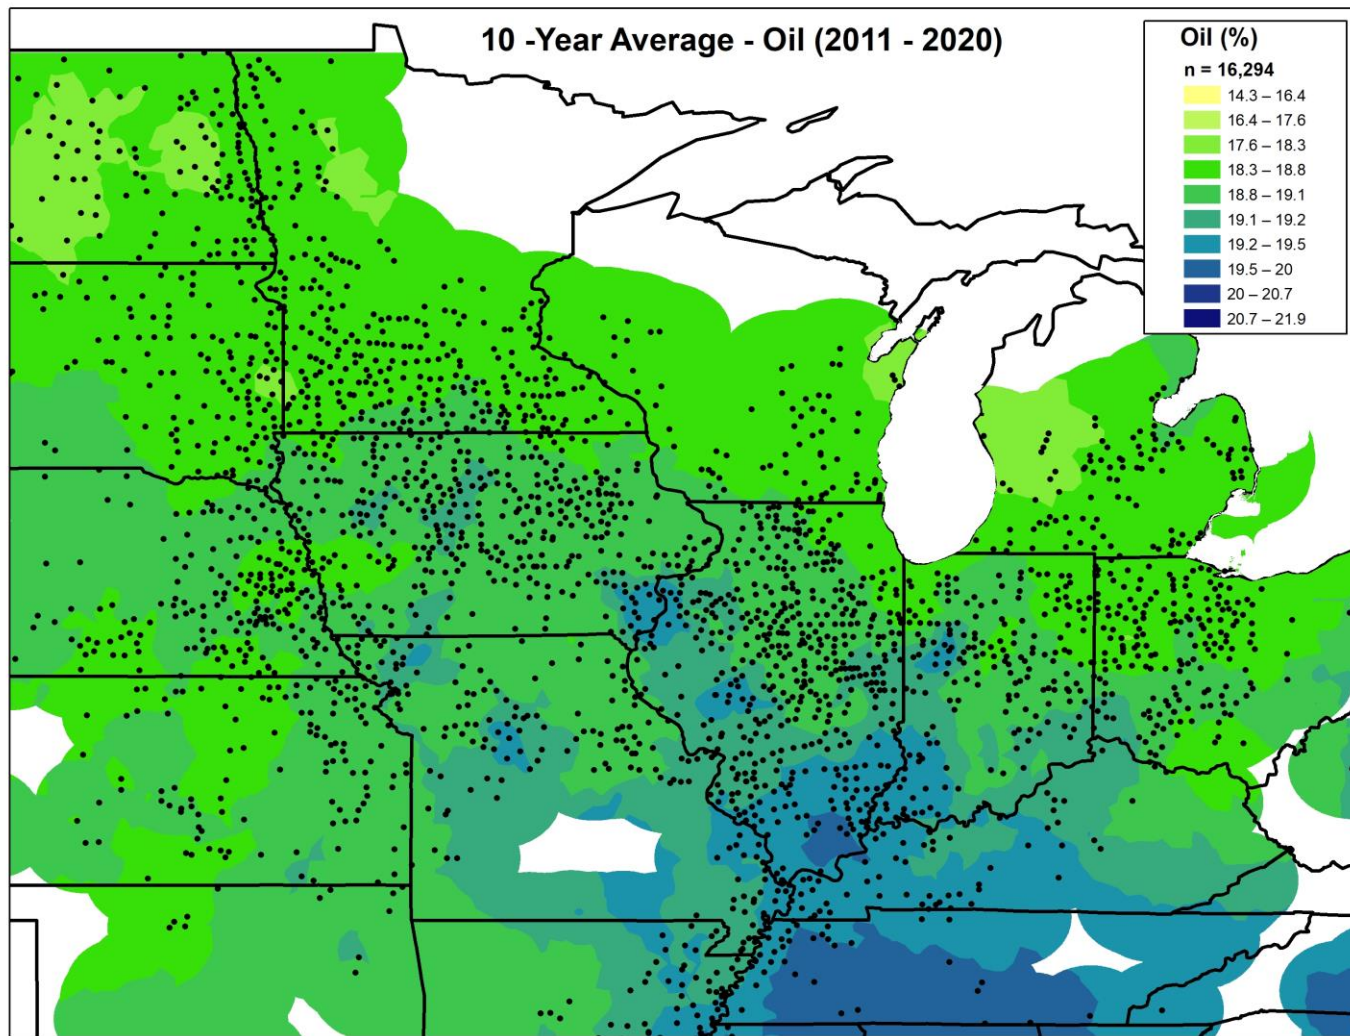 10 -Year Average - Oil (2011 - 2020)
Oil (%)
n = 16,294
14.3 – 16.4
16.4 – 17.6
17.6 – 18.3
18.3 – 18.8
18.8 – 19.1
19.1 – 19.2
19.2 – 19.5
19.5 – 20
20 – 20.7
20.7 – 21.9